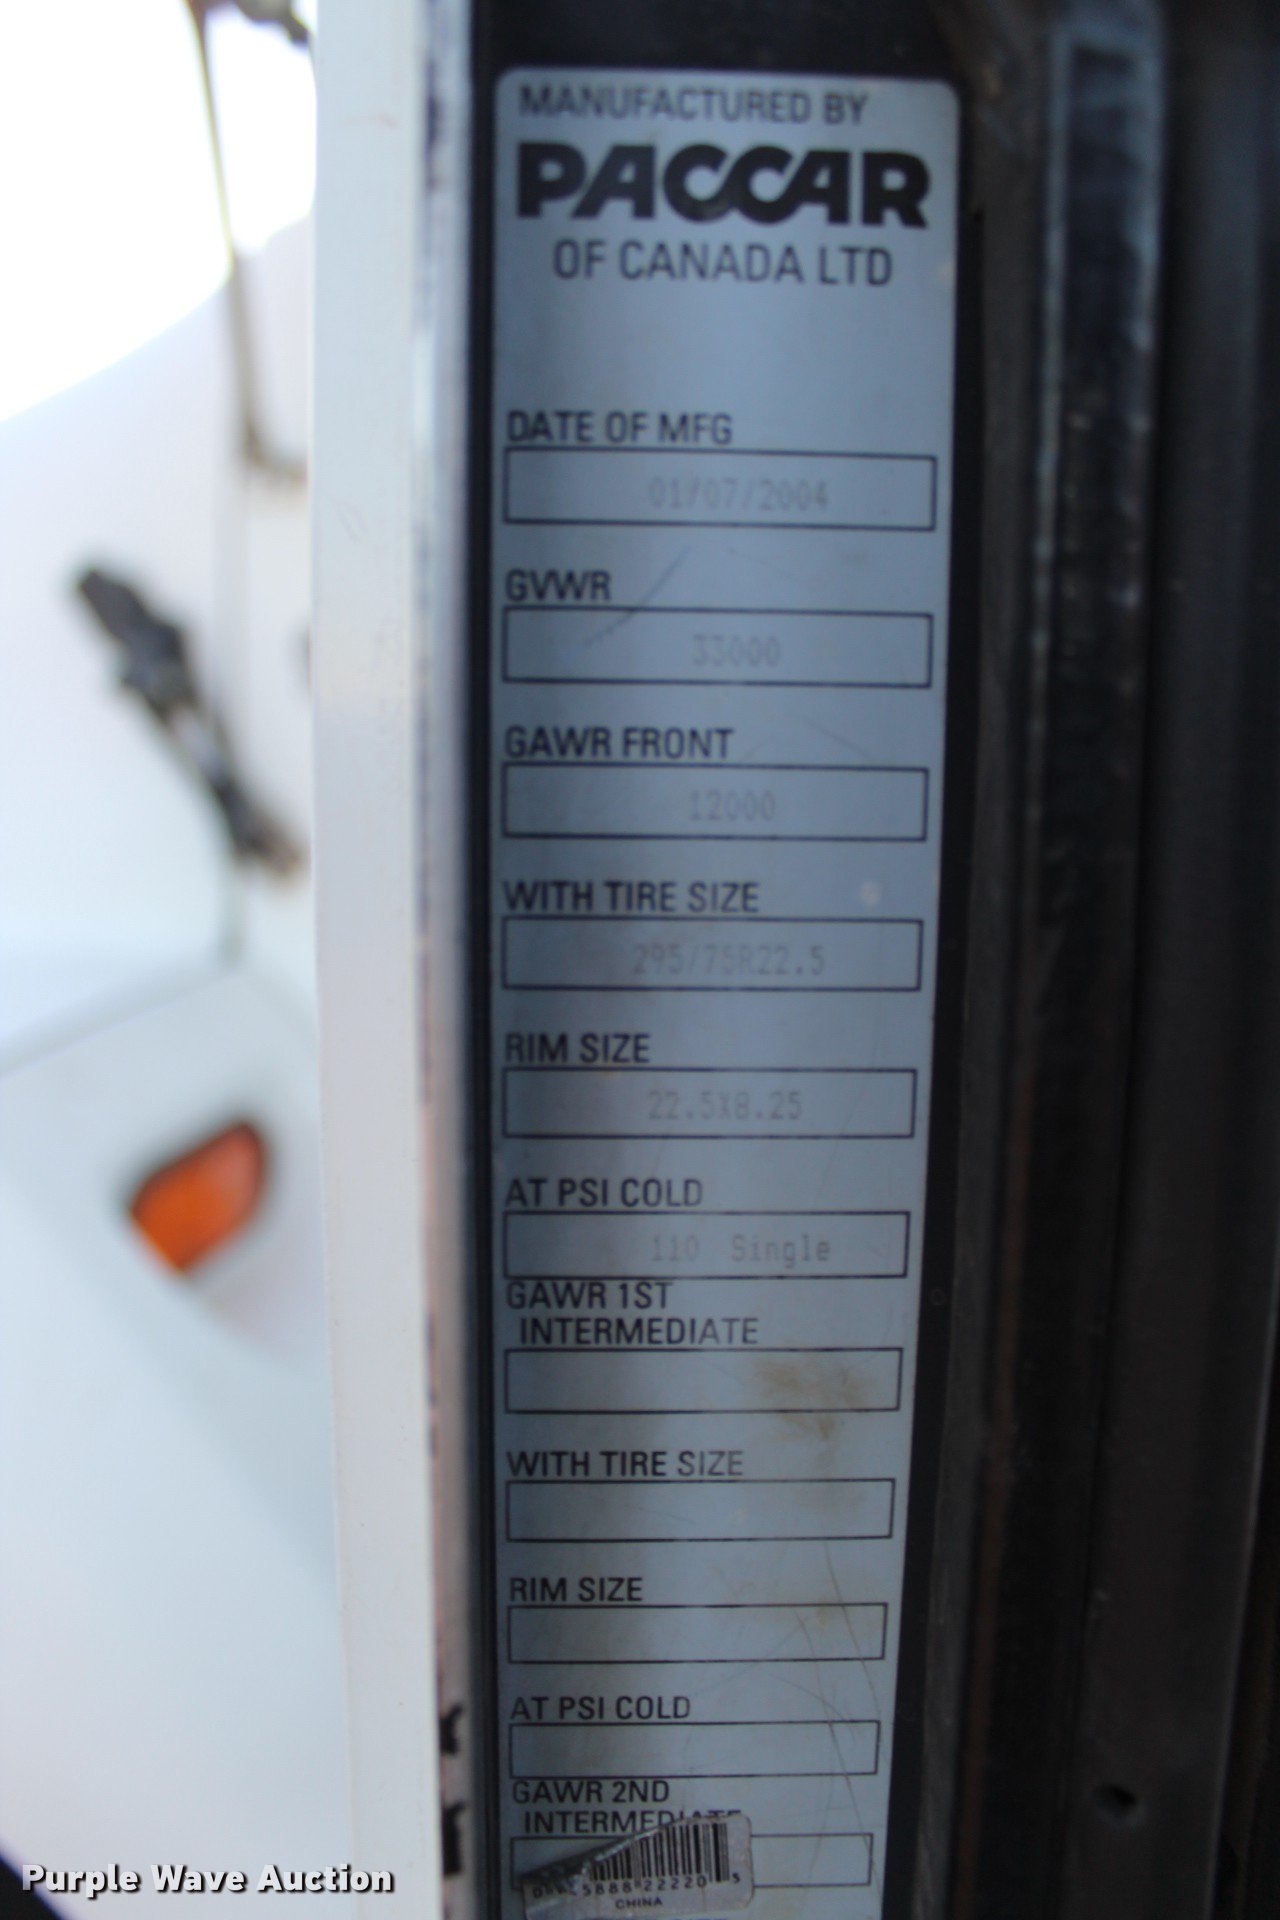 MANUFACTURED BY
PACCAR
OF CANADA LTD
DATE OF MFG
01/07/2004
GVWR
33000
GAWR FRONT
12000
WITH TIRE SIZE
295/75R22.5
RIM SIZE
22.5X8.25
AT PSI COLD
110 Single
GAWR 1ST
INTERMEDIATE
WITH TIRE SIZE
RIM SIZE
AT PSI COLD
GAWR 2ND
INTERMEDIATE
CHINA
Purple Wave Auction